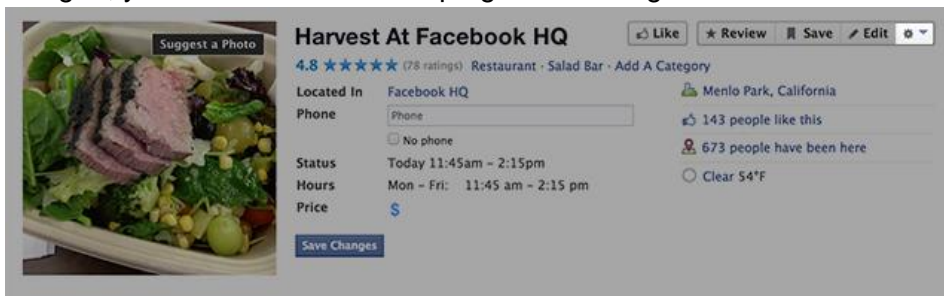 Suggest a Photo
Harvest At Facebook HQ
Like
Review
Save
Edit
4.8 ★★★★★ (78 ratings) Restaurant · Salad Bar · Add A Category
Located In Facebook HQ
Phone Phone
No phone
Status Today 11:45am – 2:15pm
Hours Mon – Fri: 11:45 am – 2:15 pm
Price $
Save Changes
Menlo Park, California
143 people like this
673 people have been here
Clear 54°F